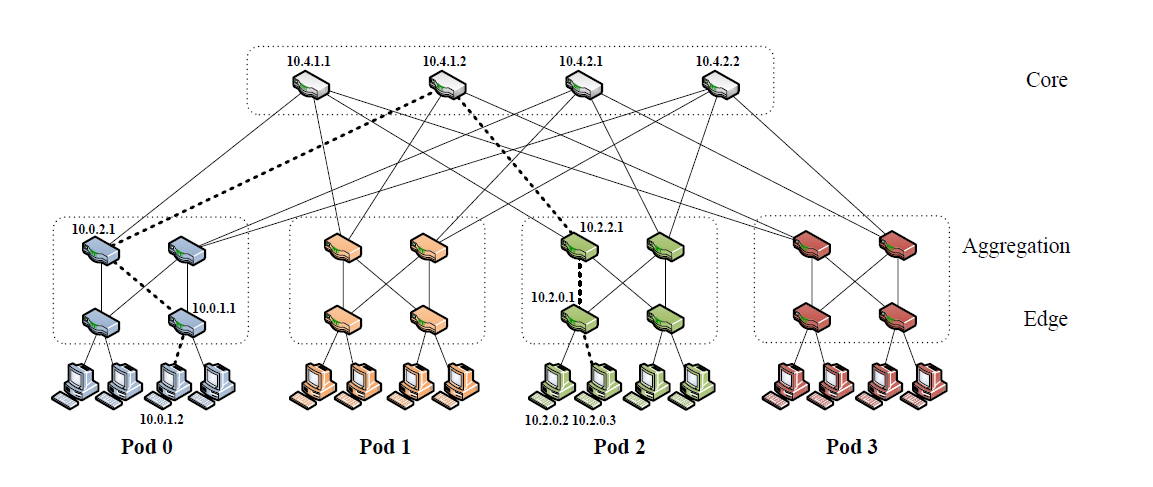 10.4.1.1 10.4.1.2 10.4.2.1 10.4.2.2
Core
10.0.2.1
10.2.2.1
Aggregation
10.2.0.1
10.0.1.1
Edge
10.0.1.2
10.2.0.2 10.2.0.3
Pod 0 Pod 1 Pod 2 Pod 3